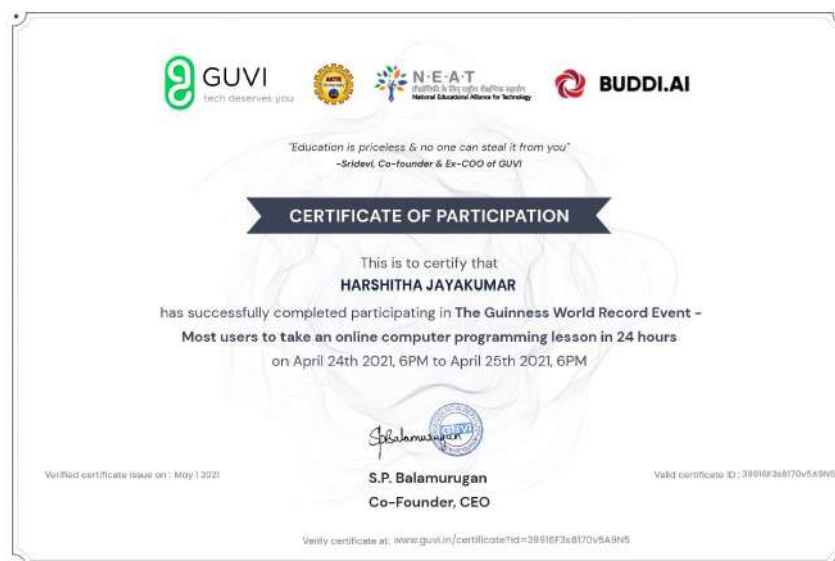 GUVI
tech deserves you
N·E·A·T
National Educational Alliance for Technology
BUDDI.AI
"Education is priceless & no one can steal it from you"
-Sridevi, Co-founder & Ex-COO of GUVI
CERTIFICATE OF PARTICIPATION
This is to certify that
HARSHITHA JAYAKUMAR
has successfully completed participating in The Guinness World Record Event -
Most users to take an online computer programming lesson in 24 hours
on April 24th 2021, 6PM to April 25th 2021, 6PM
SpBalamurugan
GUVI
S.P. Balamurugan
Co-Founder, CEO
Verified certificate issue on : May 1 2021
Valid certificate ID : 39916F3s8170v5A9N5
Verify certificate at: www.guvi.in/certificate?id=39916F3s8170v5A9N5